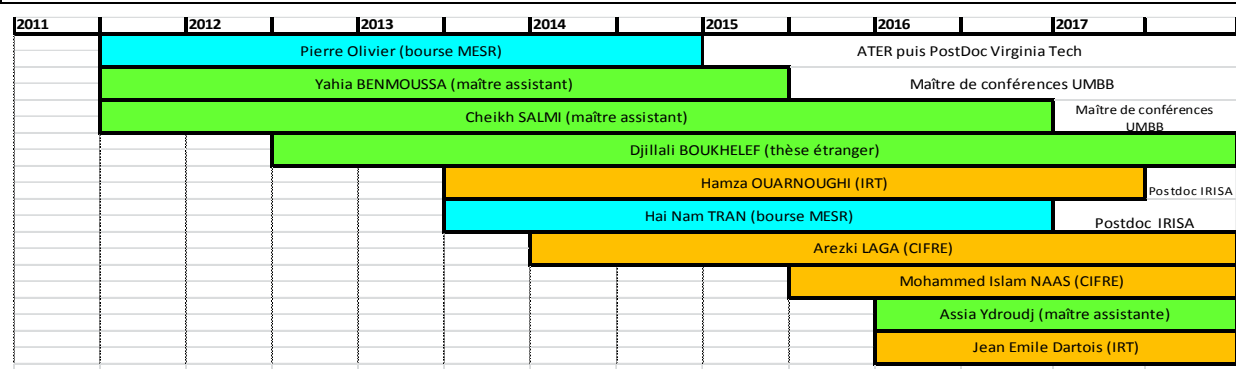 2011 2012 2013 2014 2015 2016 2017
Pierre Olivier (bourse MESR) ATER puis PostDoc Virginia Tech
Yahia BENMOUSSA (maître assistant) Maître de conférences UMBB
Cheikh SALMI (maître assistant) Maître de conférences
UMBB
Djillali BOUKHELEF (thèse étranger)
Hamza OUARNOUGHI (IRT) Postdoc IRISA
Hai Nam TRAN (bourse MESR) Postdoc IRISA
Arezki LAGA (CIFRE)
Mohammed Islam NAAS (CIFRE)
Assia Ydroudj (maître assistante)
Jean Emile Dartois (IRT)